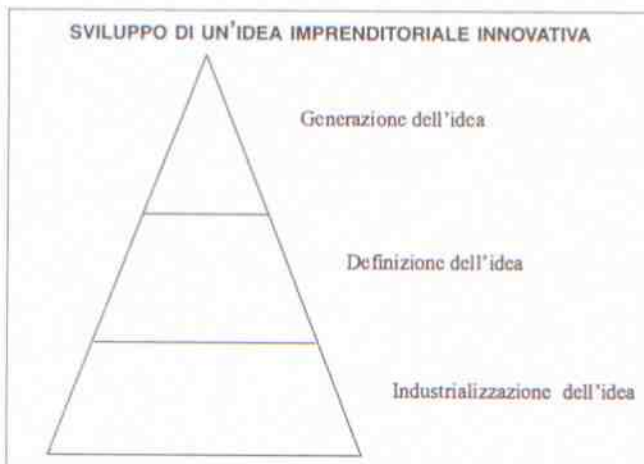 SVILUPPO DI UN'IDEA IMPRENDITORIALE INNOVATIVA
Generazione dell'idea
Definizione dell'idea
Industrializzazione dell'idea